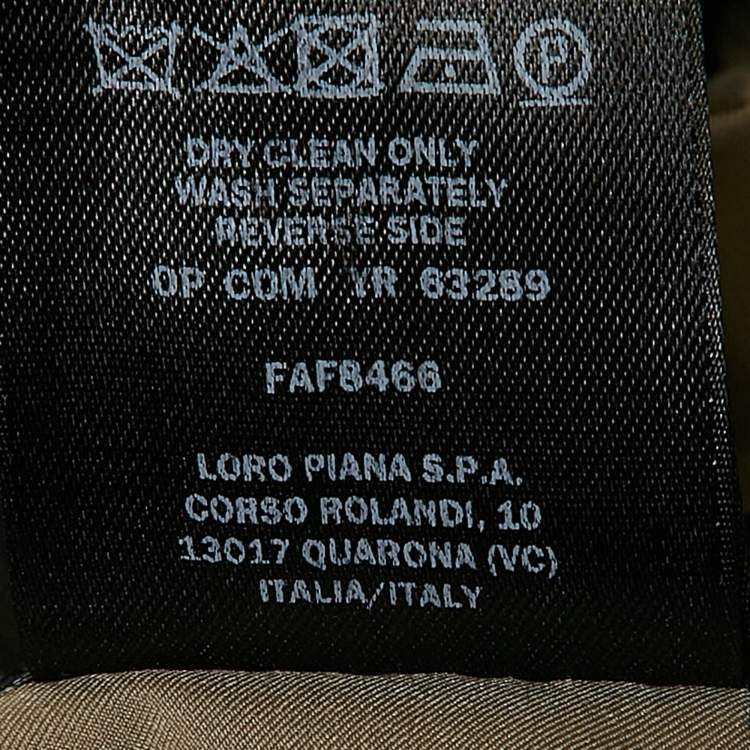 P
DRY CLEAN ONLY
WASH SEPARATELY
REVERSE SIDE
OP COM YR 63289
FAF8466
LORO PIANA S.P.A.
CORSO ROLANDI, 10
13017 QUARONA (VC)
ITALIA/ITALY